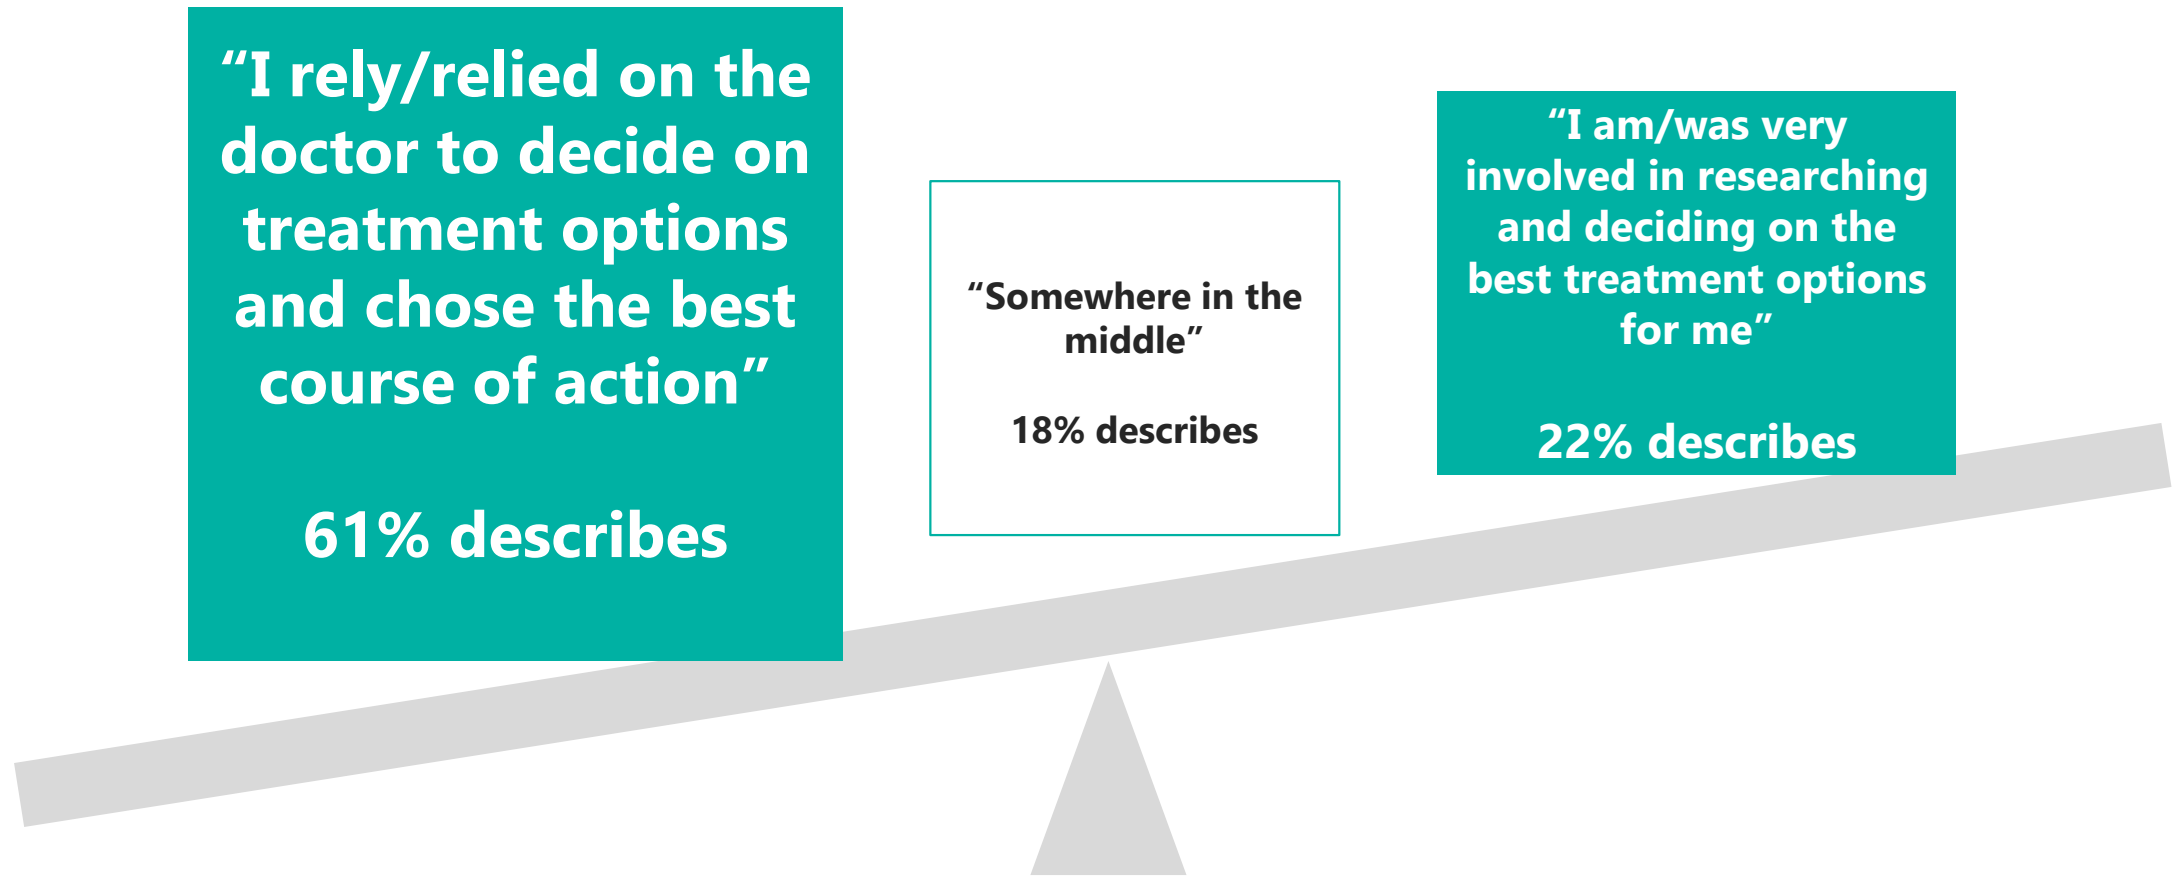 “I rely/relied on the
doctor to decide on
treatment options
and chose the best
course of action”
61% describes
“Somewhere in the
middle”
18% describes
“I am/was very
involved in researching
and deciding on the
best treatment options
for me”
22% describes